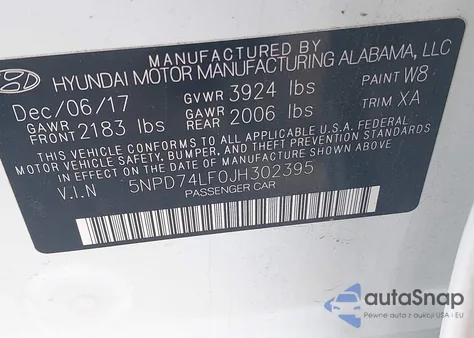 MANUFACTURED BY
HYUNDAI MOTOR MANUFACTURING ALABAMA, LLC
Dec/06/17 GVWR 3924 lbs PAINT W8
GAWR FRONT 2183 lbs GAWR REAR 2006 lbs TRIM XA
THIS VEHICLE CONFORMS TO ALL APPLICABLE U.S.A FEDERAL
MOTOR VEHICLE SAFETY, BUMPER, AND THEFT PREVENTION
STANDARDS IN EFFECT ON THE DATE OF MANUFACTURE SHOWN ABOVE.
V.I.N 5NPD74LF0JH302395
PASSENGER CAR
autaSnap
Pewne auta z aukcji USA i EU